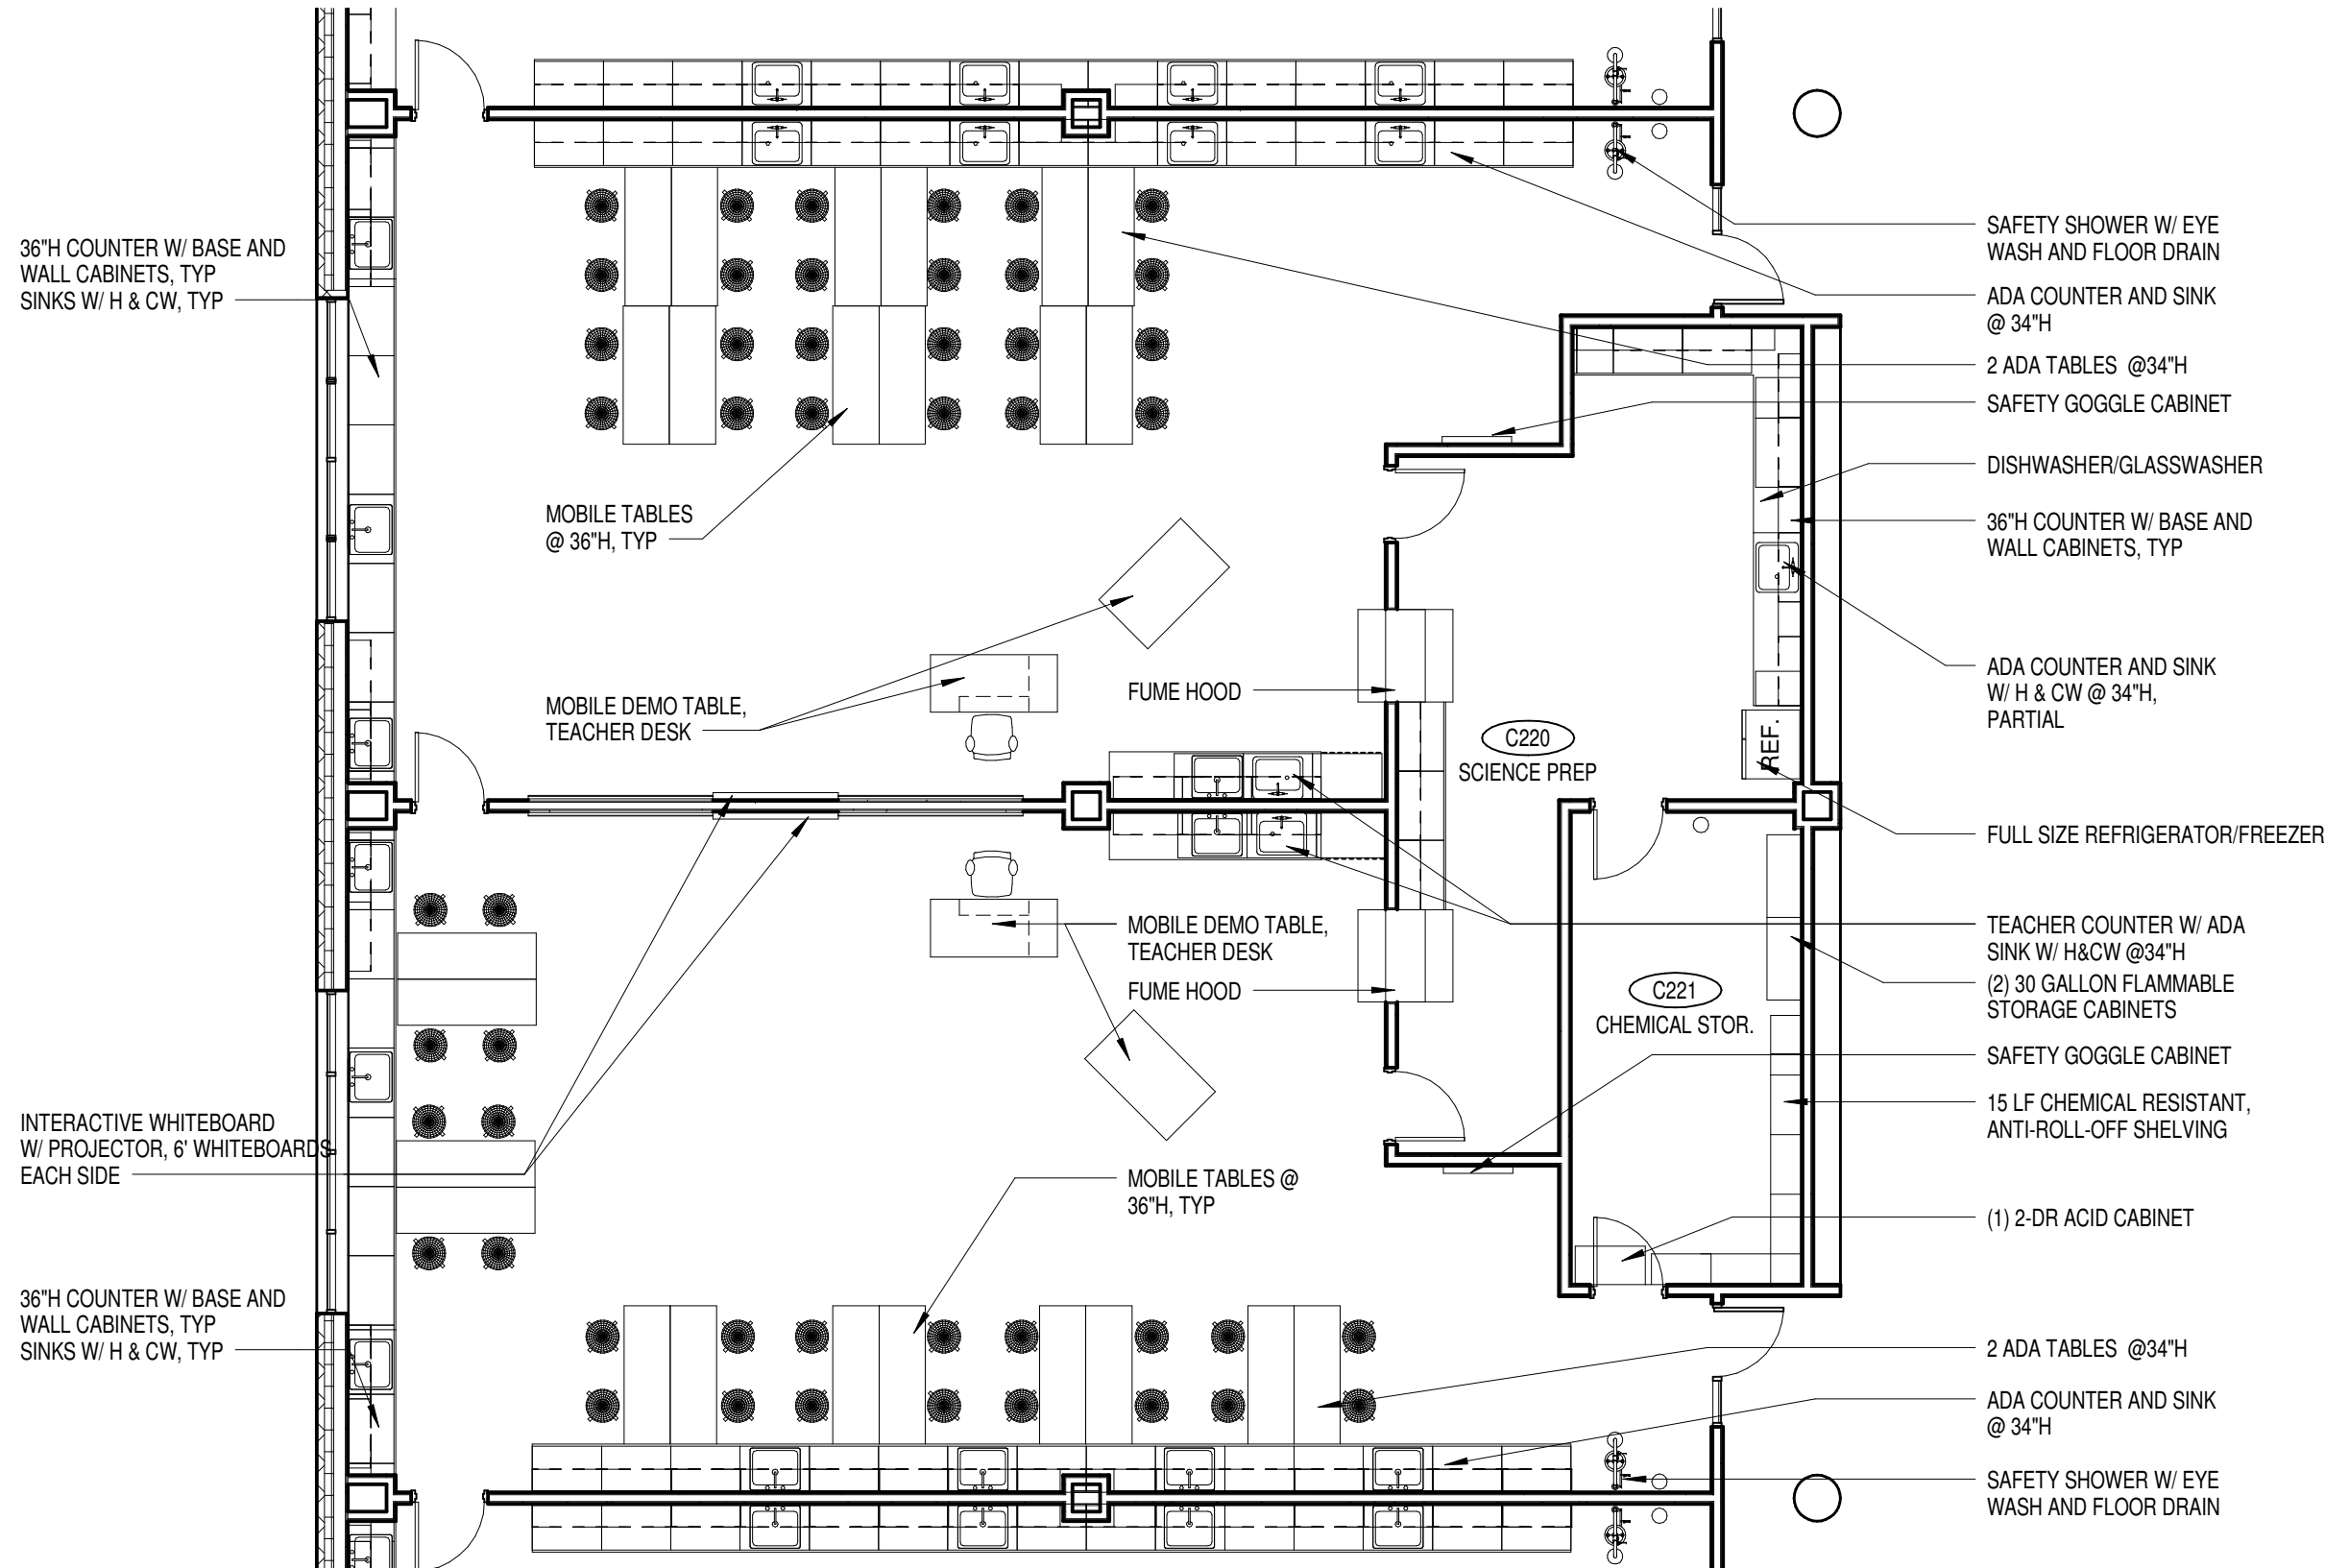 36"H COUNTER W/ BASE AND
WALL CABINETS, TYP
SINKS W/ H & CW, TYP
INTERACTIVE WHITEBOARD
W/ PROJECTOR, 6' WHITEBOARDS
EACH SIDE
36"H COUNTER W/ BASE AND
WALL CABINETS, TYP
SINKS W/ H & CW, TYP
MOBILE TABLES
@ 36"H, TYP
MOBILE DEMO TABLE,
TEACHER DESK
FUME HOOD
MOBILE DEMO TABLE,
TEACHER DESK
FUME HOOD
MOBILE TABLES @
36"H, TYP
C220
SCIENCE PREP
REF.
C221
CHEMICAL STOR.
SAFETY SHOWER W/ EYE
WASH AND FLOOR DRAIN
ADA COUNTER AND SINK
@ 34"H
2 ADA TABLES @34"H
SAFETY GOGGLE CABINET
DISHWASHER/GLASSWASHER
36"H COUNTER W/ BASE AND
WALL CABINETS, TYP
ADA COUNTER AND SINK
W/ H & CW @ 34"H,
PARTIAL
FULL SIZE REFRIGERATOR/FREEZER
TEACHER COUNTER W/ ADA
SINK W/ H&CW @34"H
(2) 30 GALLON FLAMMABLE
STORAGE CABINETS
SAFETY GOGGLE CABINET
15 LF CHEMICAL RESISTANT,
ANTI-ROLL-OFF SHELVING
(1) 2-DR ACID CABINET
2 ADA TABLES @34"H
ADA COUNTER AND SINK
@ 34"H
SAFETY SHOWER W/ EYE
WASH AND FLOOR DRAIN